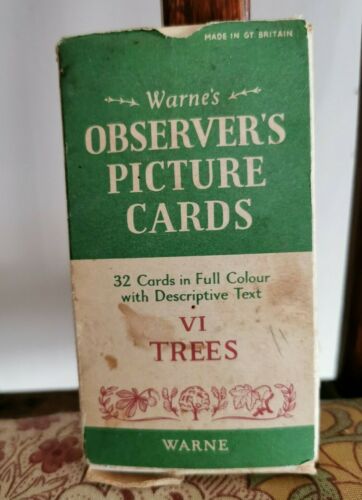 MADE IN GT BRITAIN
Warne's
OBSERVER'S
PICTURE
CARDS
32 Cards in Full Colour
with Descriptive Text
VI
TREES
WARNE